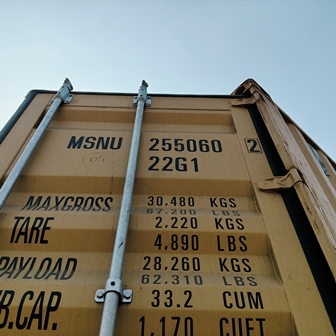 MSNU 255060 2
22G1
MAXGROSS 30.480 KGS
67.200 LBS
TARE 2.220 KGS
4,890 LBS
PAYLOAD 28.260 KGS
62.310 LBS
B.CAP. 33.2 CUM
1,170 CUFT